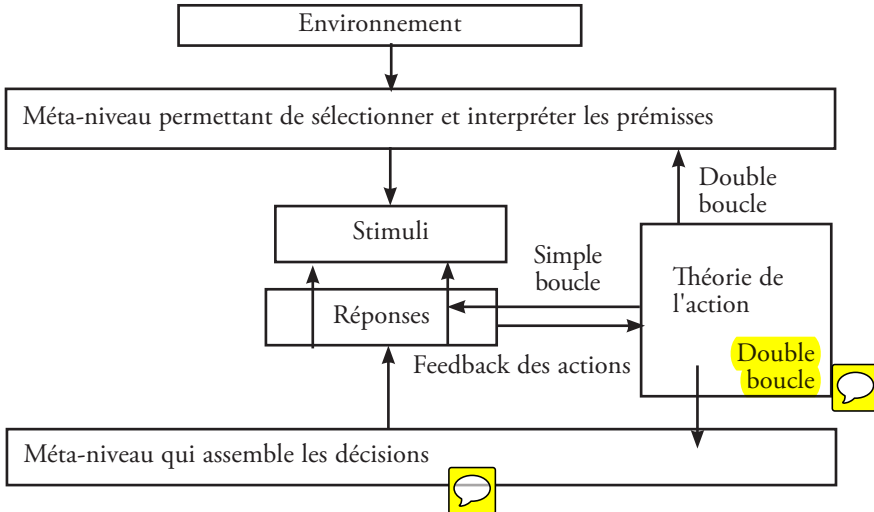 Environnement
Méta-niveau permettant de sélectionner et interpréter les prémisses
Double
boucle
Stimuli
Simple
boucle
Théorie de
l'action
Réponses
Feedback des actions
Double
boucle
Méta-niveau qui assemble les décisions